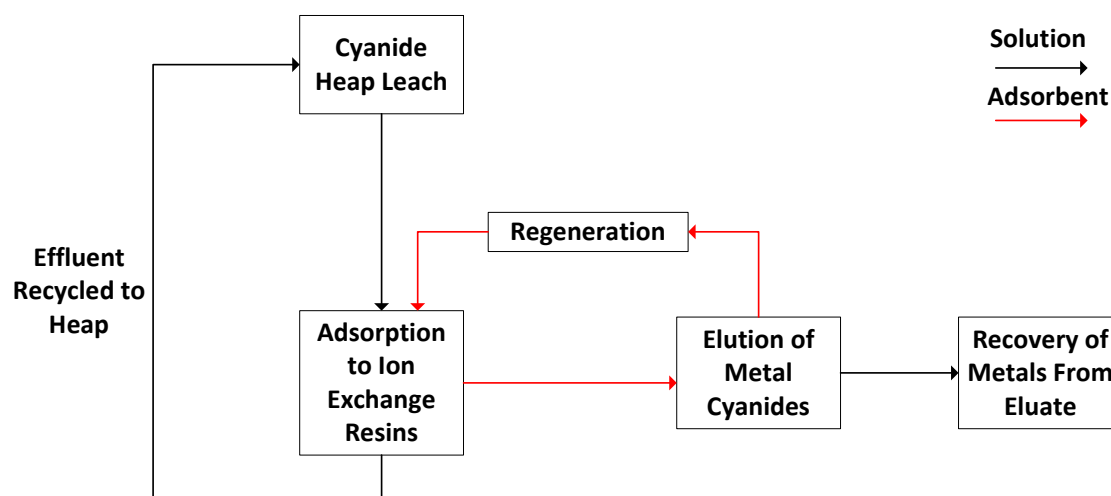 Cyanide
Heap Leach
Solution
Adsorbent
Regeneration
Effluent
Recycled to
Heap
Adsorption
to Ion
Exchange
Resins
Elution of
Metal
Cyanides
Recovery of
Metals From
Eluate